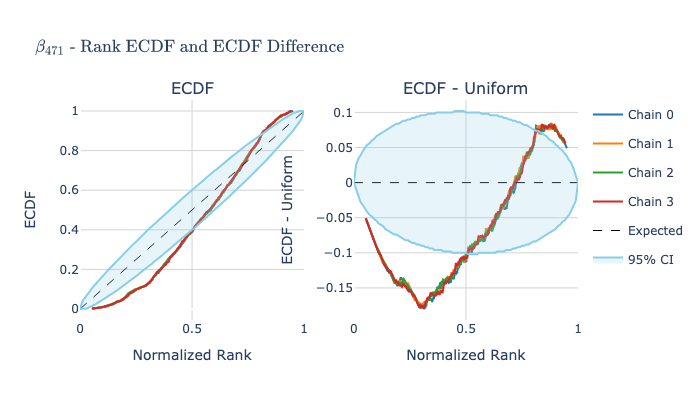 β471 - Rank ECDF and ECDF Difference
ECDF
ECDF - Uniform
1
0.8
0.6
0.4
0.2
0
ECDF
0
0.5
1
Normalized Rank
0.1
0.05
0
−0.05
−0.1
−0.15
ECDF - Uniform
0
0.5
1
Normalized Rank
Chain 0
Chain 1
Chain 2
Chain 3
Expected
95% CI